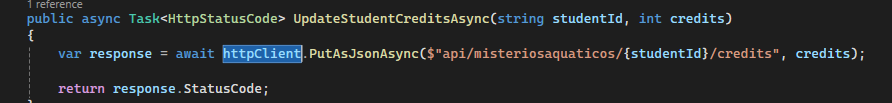 1 reference
public async Task<HttpStatusCode> UpdateStudentCreditsAsync(string studentId, int credits)
{
var response = await httpClient.PutAsJsonAsync($"api/misteriosaquaticos/{studentId}/credits", credits);
return response.StatusCode;
}